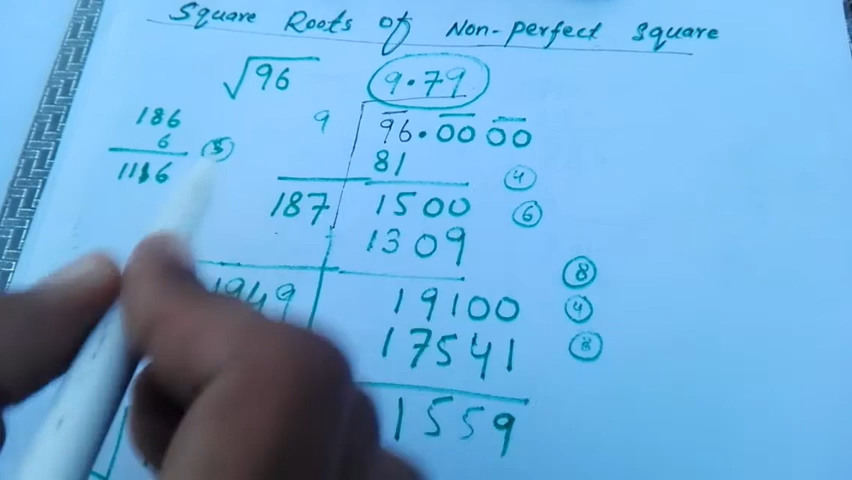 Square Roots of Non-perfect square
√96 9.79
186 9 96.00 00
6 5 81
1116 4
187 1500 6
1309
8
1949 19100 4
17541
1559